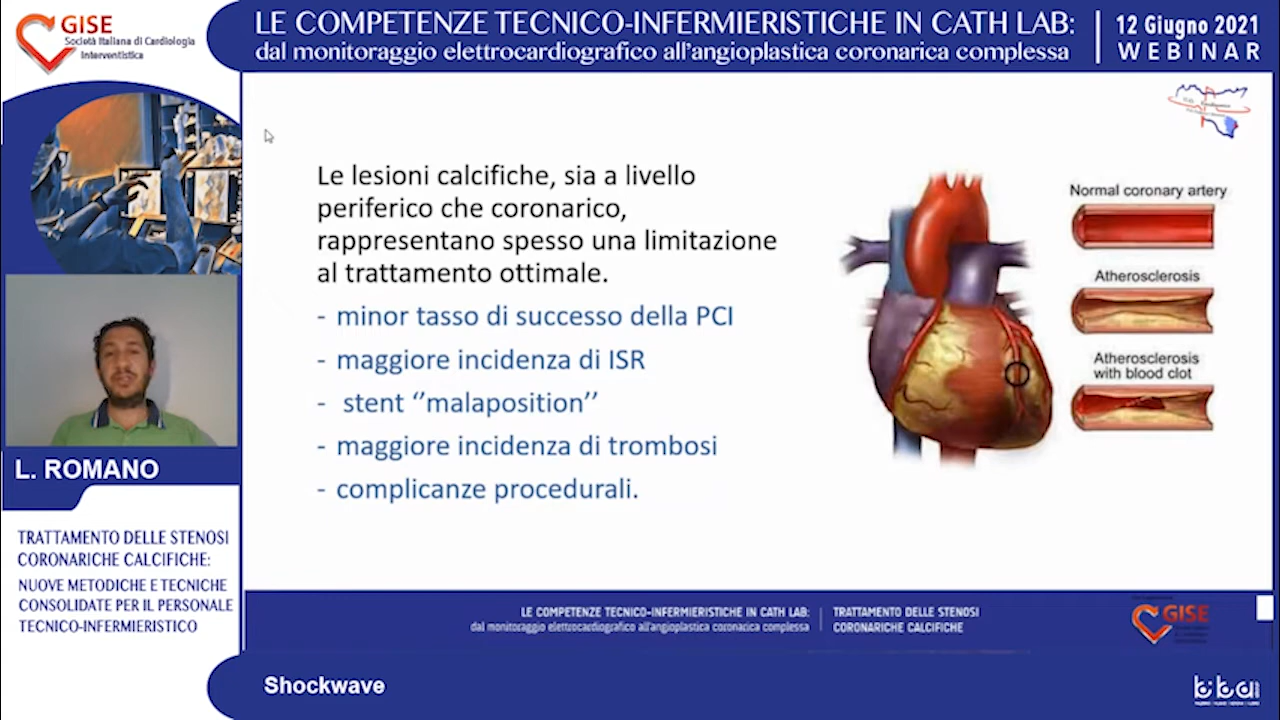 GISE
Società Italiana di Cardiologia
Interventistica
LE COMPETENZE TECNICO-INFERMIERISTICHE IN CATH LAB:
dal monitoraggio elettrocardiografico all'angioplastica coronarica complessa
12 Giugno 2021
WEBINAR
Le lesioni calcifiche, sia a livello
periferico che coronarico,
rappresentano spesso una limitazione
al trattamento ottimale.
- minor tasso di successo della PCI
- maggiore incidenza di ISR
- stent ‘’malaposition’’
- maggiore incidenza di trombosi
- complicanze procedurali.
Normal coronary artery
Atherosclerosis
Atherosclerosis
with blood clot
L. ROMANO
TRATTAMENTO DELLE STENOSI
CORONARICHE CALCIFICHE:
NUOVE METODICHE E TECNICHE
CONSOLIDATE PER IL PERSONALE
TECNICO-INFERMIERISTICO
LE COMPETENZE TECNICO-INFERMIERISTICHE IN CATH LAB:
dal monitoraggio elettrocardiografico all'angioplastica coronarica complessa
TRATTAMENTO DELLE STENOSI
CORONARICHE CALCIFICHE
GISE
Shockwave